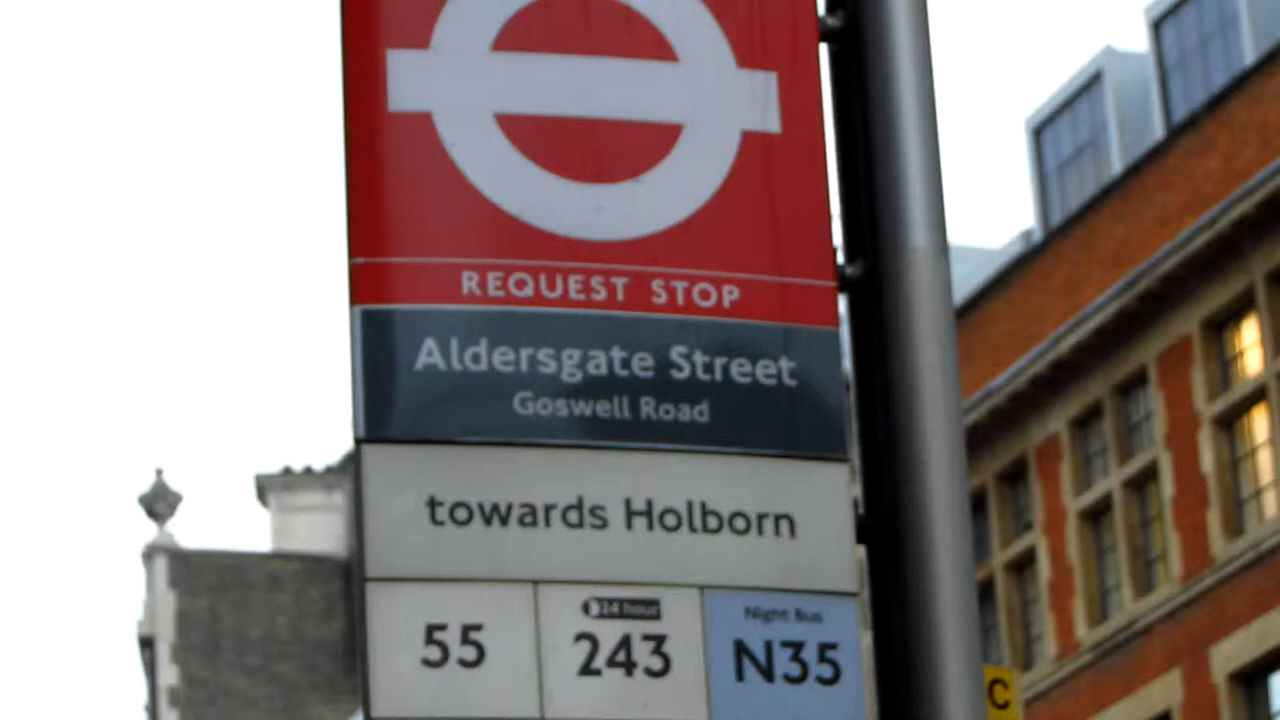 REQUEST STOP
Aldersgate Street
Goswell Road
towards Holborn
55
24 hour
243
Night Bus
N35
C